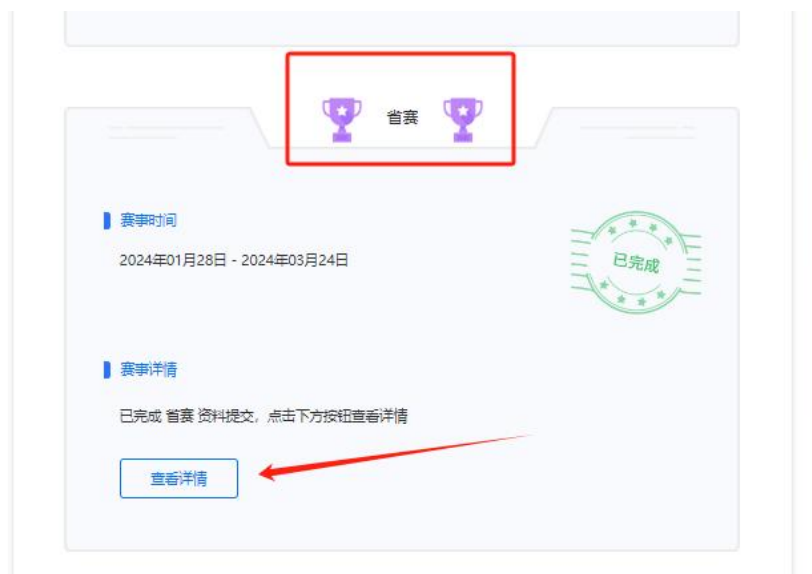 省赛
赛事时间
2024年01月28日 - 2024年03月24日
已完成
赛事详情
已完成 省赛 资料提交，点击下方按钮查看详情
查看详情